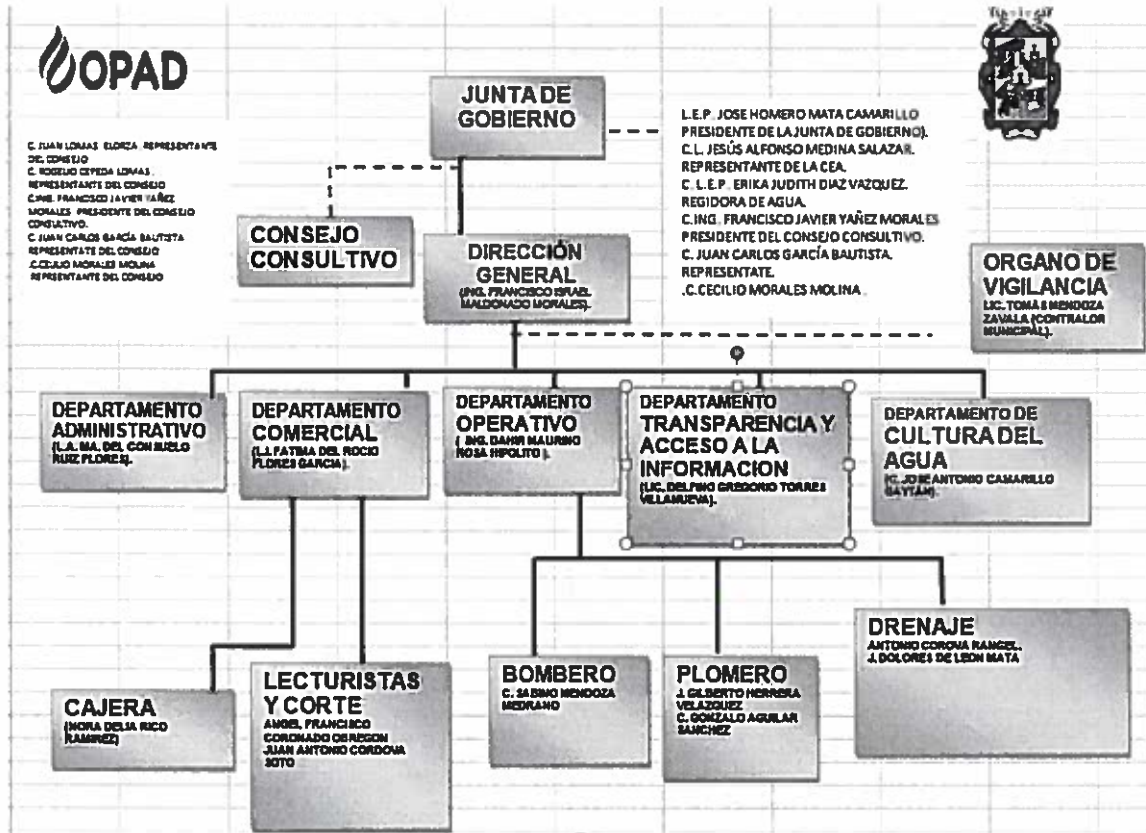 OPAD
JUNTA DE
GOBIERNO
L.E.P. JOSE HOMERO MATA CAMARILLO
PRESIDENTE DE LA JUNTA DE GOBIERNO).
C.L. JESÚS ALFONSO MEDINA SALAZAR.
REPRESENTANTE DE LA CEA.
C. L.E.P. ERIKA JUDITH DIAZ VAZQUEZ.
REGIDORA DE AGUA.
C.ING. FRANCISCO JAVIER YAÑEZ MORALES
PRESIDENTE DEL CONSEJO CONSULTIVO.
C. JUAN CARLOS GARCÍA BAUTISTA.
REPRESENTATE.
.C.CECILIO MORALES MOLINA
C. JUAN LOMAS ELORZA. REPRESENTANTE
DEL CONSEJO
C. ROGELIO CEPEDA LOMAS.
REPRESENTANTE DEL CONSEJO
C.ING. FRANCISCO JAVIER YAÑEZ
MORALES PRESIDENTE DEL CONSEJO
CONSULTIVO.
C. JUAN CARLOS GARCÍA BAUTISTA
REPRESENTATE DEL CONSEJO
.C.CECILIO MORALES MOLINA
REPRESENTANTE DEL CONSEJO
CONSEJO
CONSULTIVO
DIRECCIÓN
GENERAL
(ING. FRANCISCO ISRAEL
MALDONADO MORALES).
ORGANO DE
VIGILANCIA
LIC. TOMAS MENDOZA
ZAVALA (CONTRALOR
MUNICIPAL).
DEPARTAMENTO
ADMINISTRATIVO
(L.A. MA. DEL CONSUELO
RUIZ FLORES).
DEPARTAMENTO
COMERCIAL
(L.I. FATIMA DEL ROCIO
FLORES GARCIA).
DEPARTAMENTO
OPERATIVO
( ING. DAHIR MAURINO
ROSA HIPOLITO ).
DEPARTAMENTO
TRANSPARENCIA Y
ACCESO A LA
INFORMACION
(LIC. DELFINO GREGORIO TORRES
VILLANUEVA).
DEPARTAMENTO DE
CULTURA DEL
AGUA
(C. JOSE ANTONIO CAMARILLO
GAYTAN).
CAJERA
(NORA DELIA RICO
RAMIREZ)
LECTURISTAS
Y CORTE
ANGEL FRANCISCO
CORONADO OBREGON
JUAN ANTONIO CORDOVA
SOTO
BOMBERO
C. SABINO MENDOZA
MEDRANO
PLOMERO
J. GILBERTO HERRERA
VELAZQUEZ
C. GONZALO AGUILAR
SANCHEZ
DRENAJE
ANTONIO COROVA RANGEL.
J. DOLORES DE LEON MATA